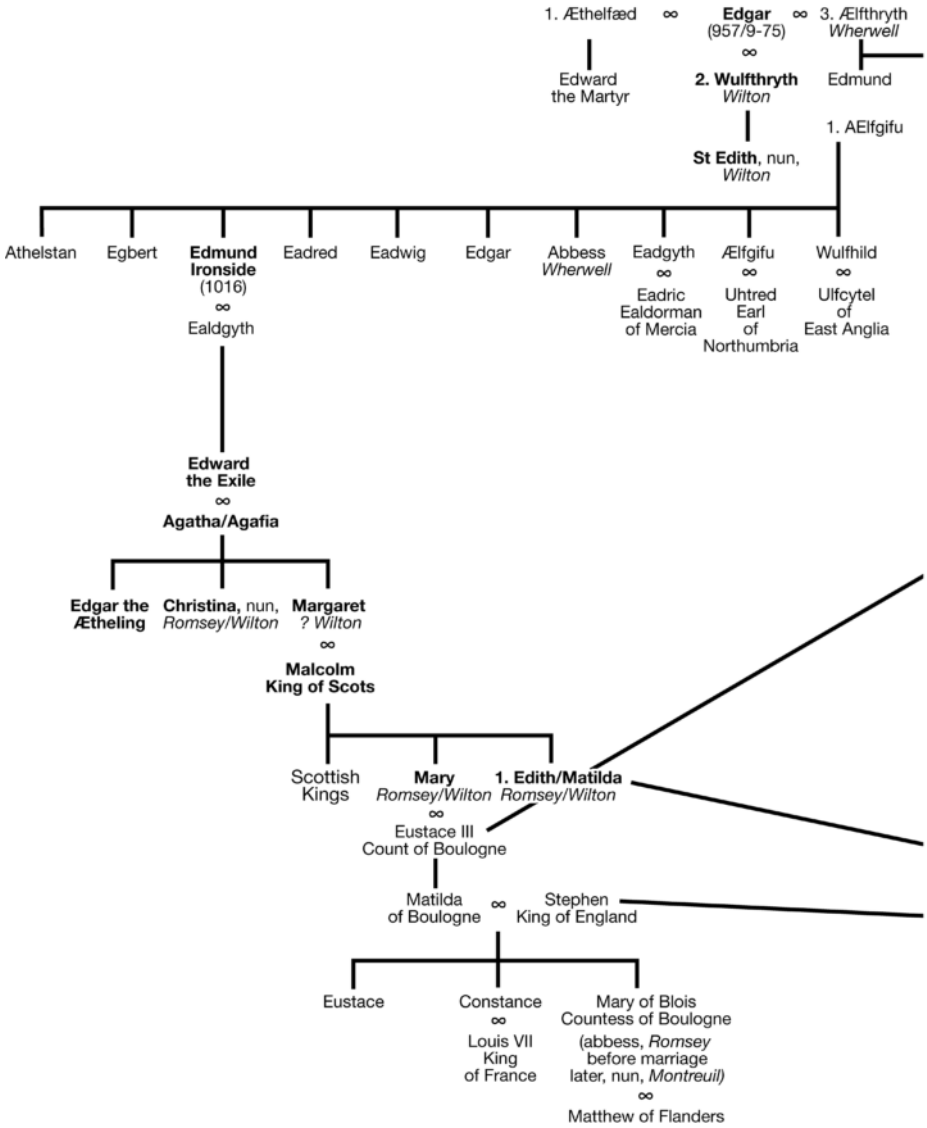 1. Æthelfæd ∞ Edgar ∞ 3. Ælfthryth
(957/9-75) Wherwell
∞
Edward
the Martyr
2. Wulfthryth
Wilton
Edmund
1. AElfgifu
St Edith, nun,
Wilton
Athelstan Egbert Edmund Eadred Eadwig Edgar Abbess Eadgyth Ælfgifu Wulfhild
Ironside
(1016)
∞
Ealdgyth
Wherwell
∞
Eadric
Ealdorman
of Mercia
∞
Uhtred
Earl
of
Northumbria
∞
Ulfcytel
of
East Anglia
Edward
the Exile
∞
Agatha/Agafia
Edgar the
Ætheling
Christina, nun,
Romsey/Wilton
Margaret
? Wilton
∞
Malcolm
King of Scots
Scottish
Kings
Mary
Romsey/Wilton
∞
Eustace III
Count of Boulogne
1. Edith/Matilda
Romsey/Wilton
Matilda
of Boulogne
∞
Stephen
King of England
Eustace
Constance
∞
Louis VII
King
of France
Mary of Blois
Countess of Boulogne
(abbess, Romsey
before marriage
later, nun, Montreuil)
∞
Matthew of Flanders